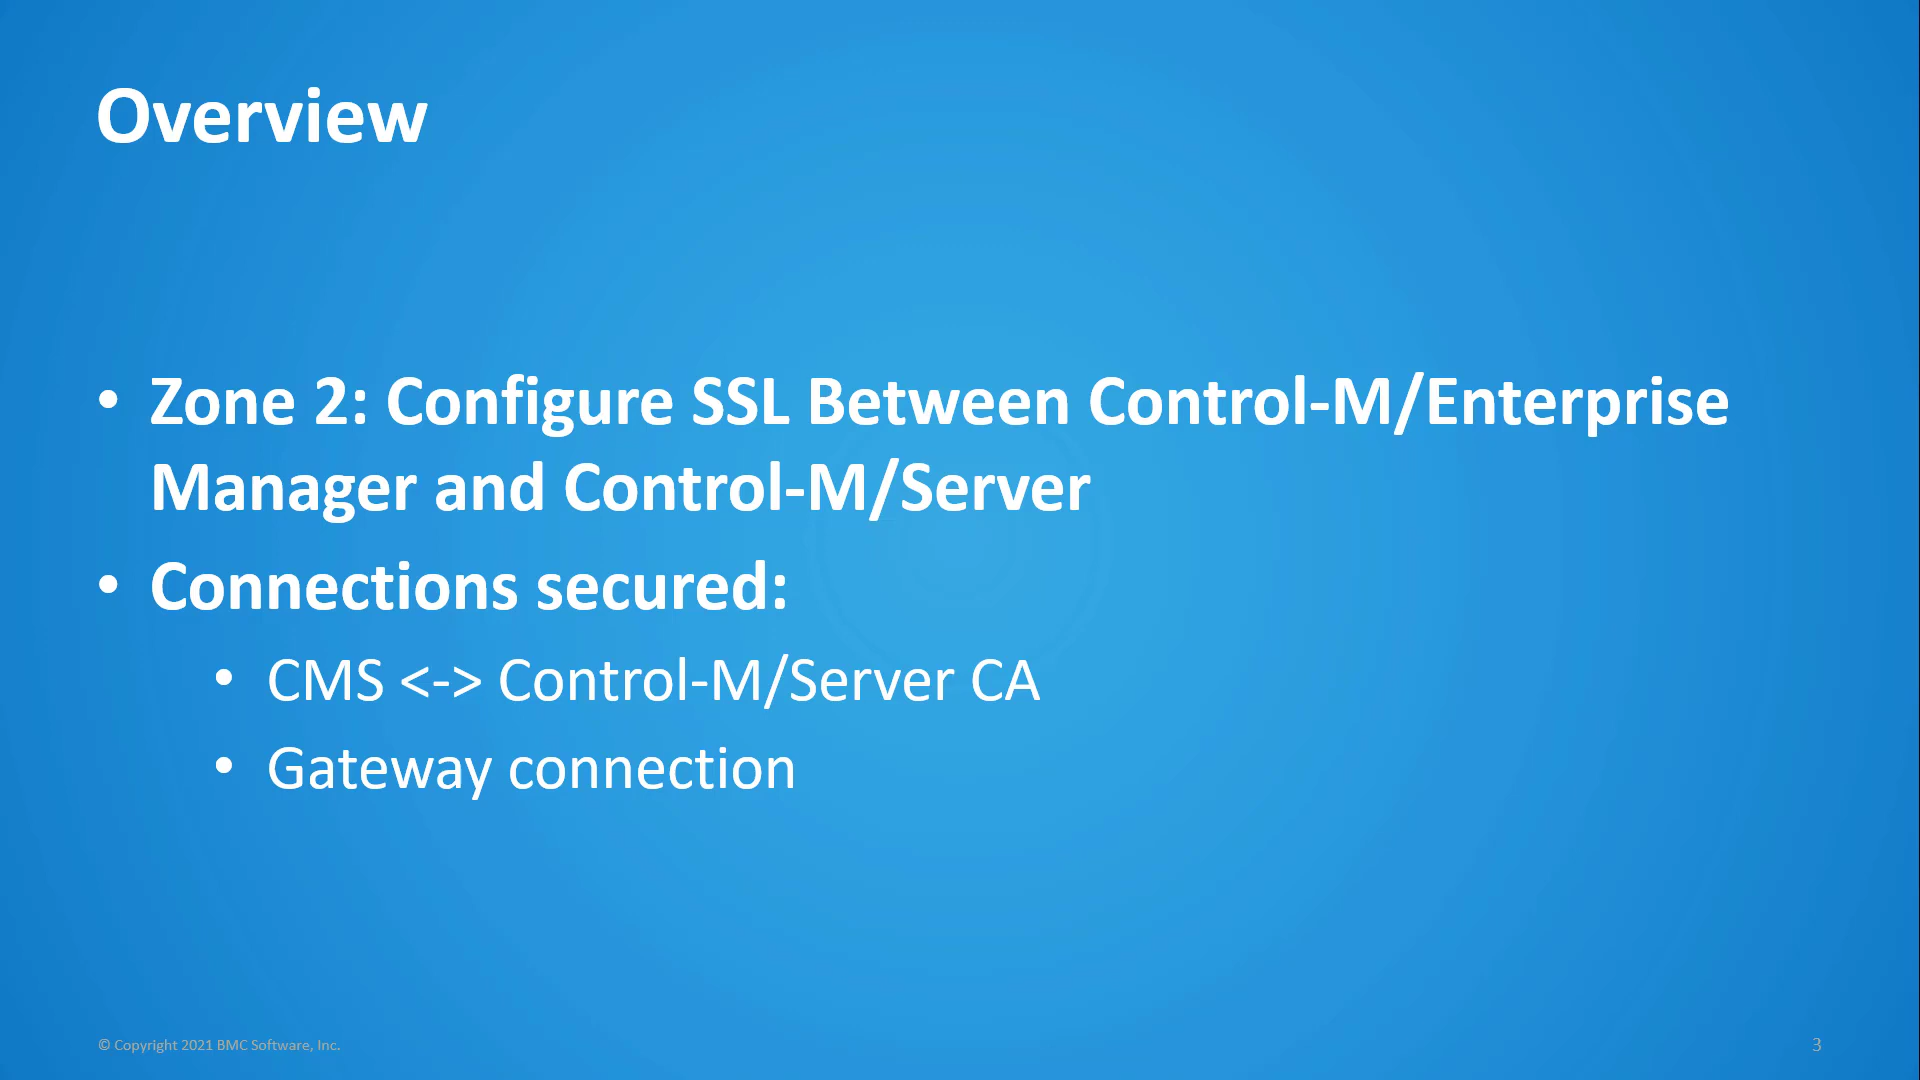 Overview
• Zone 2: Configure SSL Between Control-M/Enterprise
Manager and Control-M/Server
• Connections secured:
• CMS <-> Control-M/Server CA
• Gateway connection
© Copyright 2021 BMC Software, Inc.
3